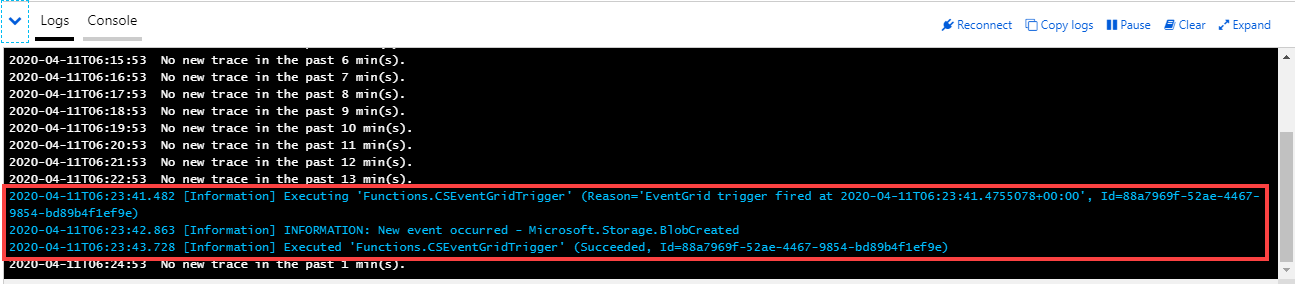 Logs Console Reconnect Copy logs Pause Clear Expand
2020-04-11T06:15:53 No new trace in the past 6 min(s).
2020-04-11T06:16:53 No new trace in the past 7 min(s).
2020-04-11T06:17:53 No new trace in the past 8 min(s).
2020-04-11T06:18:53 No new trace in the past 9 min(s).
2020-04-11T06:19:53 No new trace in the past 10 min(s).
2020-04-11T06:20:53 No new trace in the past 11 min(s).
2020-04-11T06:21:53 No new trace in the past 12 min(s).
2020-04-11T06:22:53 No new trace in the past 13 min(s).
2020-04-11T06:23:41.482 [Information] Executing 'Functions.CSEventGridTrigger' (Reason='EventGrid trigger fired at 2020-04-11T06:23:41.4755078+00:00', Id=88a7969f-52ae-4467-
9854-bd89b4f1ef9e)
2020-04-11T06:23:42.863 [Information] INFORMATION: New event occurred - Microsoft.Storage.BlobCreated
2020-04-11T06:23:43.728 [Information] Executed 'Functions.CSEventGridTrigger' (Succeeded, Id=88a7969f-52ae-4467-9854-bd89b4f1ef9e)
2020-04-11T06:24:53 No new trace in the past 1 min(s).